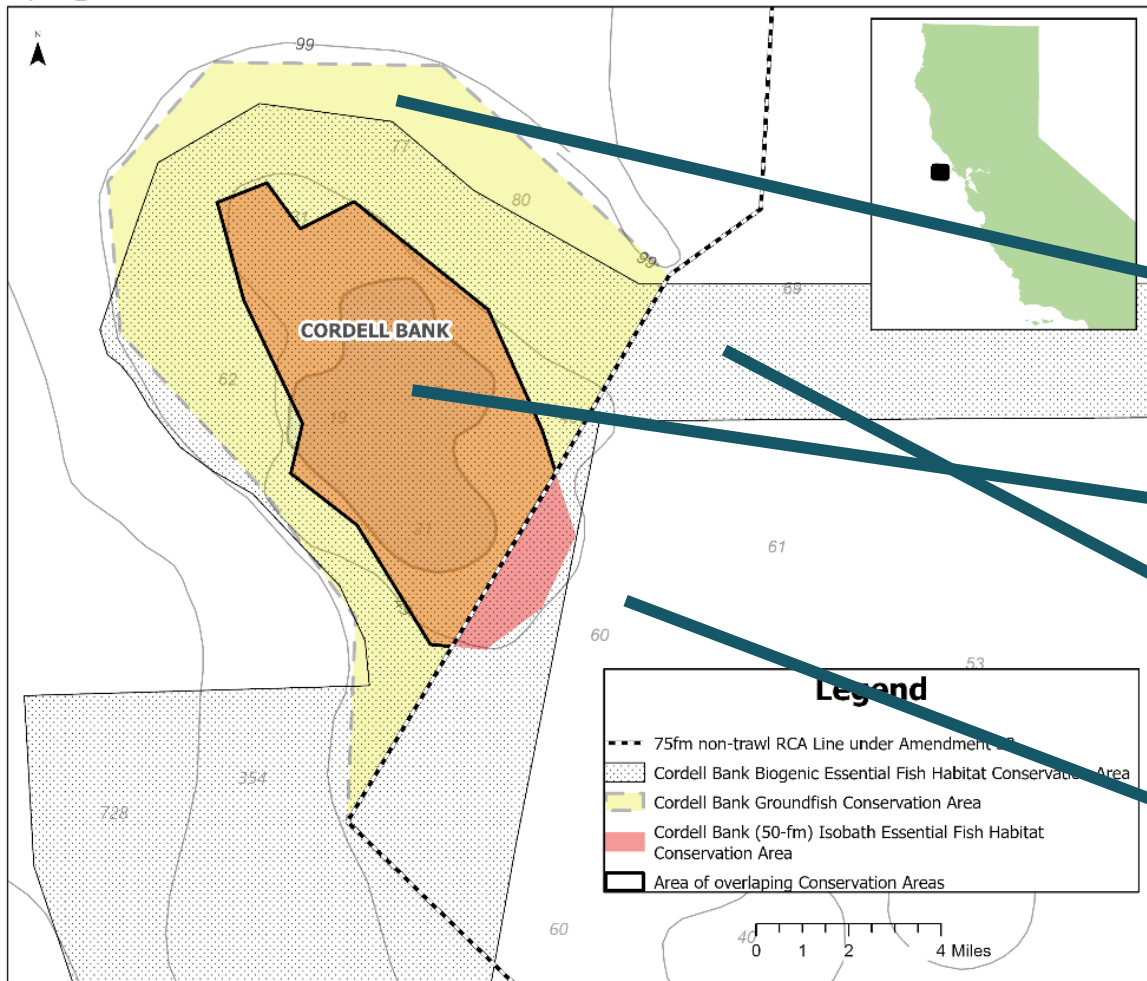 N
99
77
80
31
99
69
CORDELL BANK
62
61
60
53
Legend
75fm non-trawl RCA Line under Amendment
Cordell Bank Biogenic Essential Fish Habitat Conservation Area
354
Cordell Bank Groundfish Conservation Area
728
Cordell Bank (50-fm) Isobath Essential Fish Habitat
Conservation Area
Area of overlaping Conservation Areas
60
40
0 1 2 4 Miles